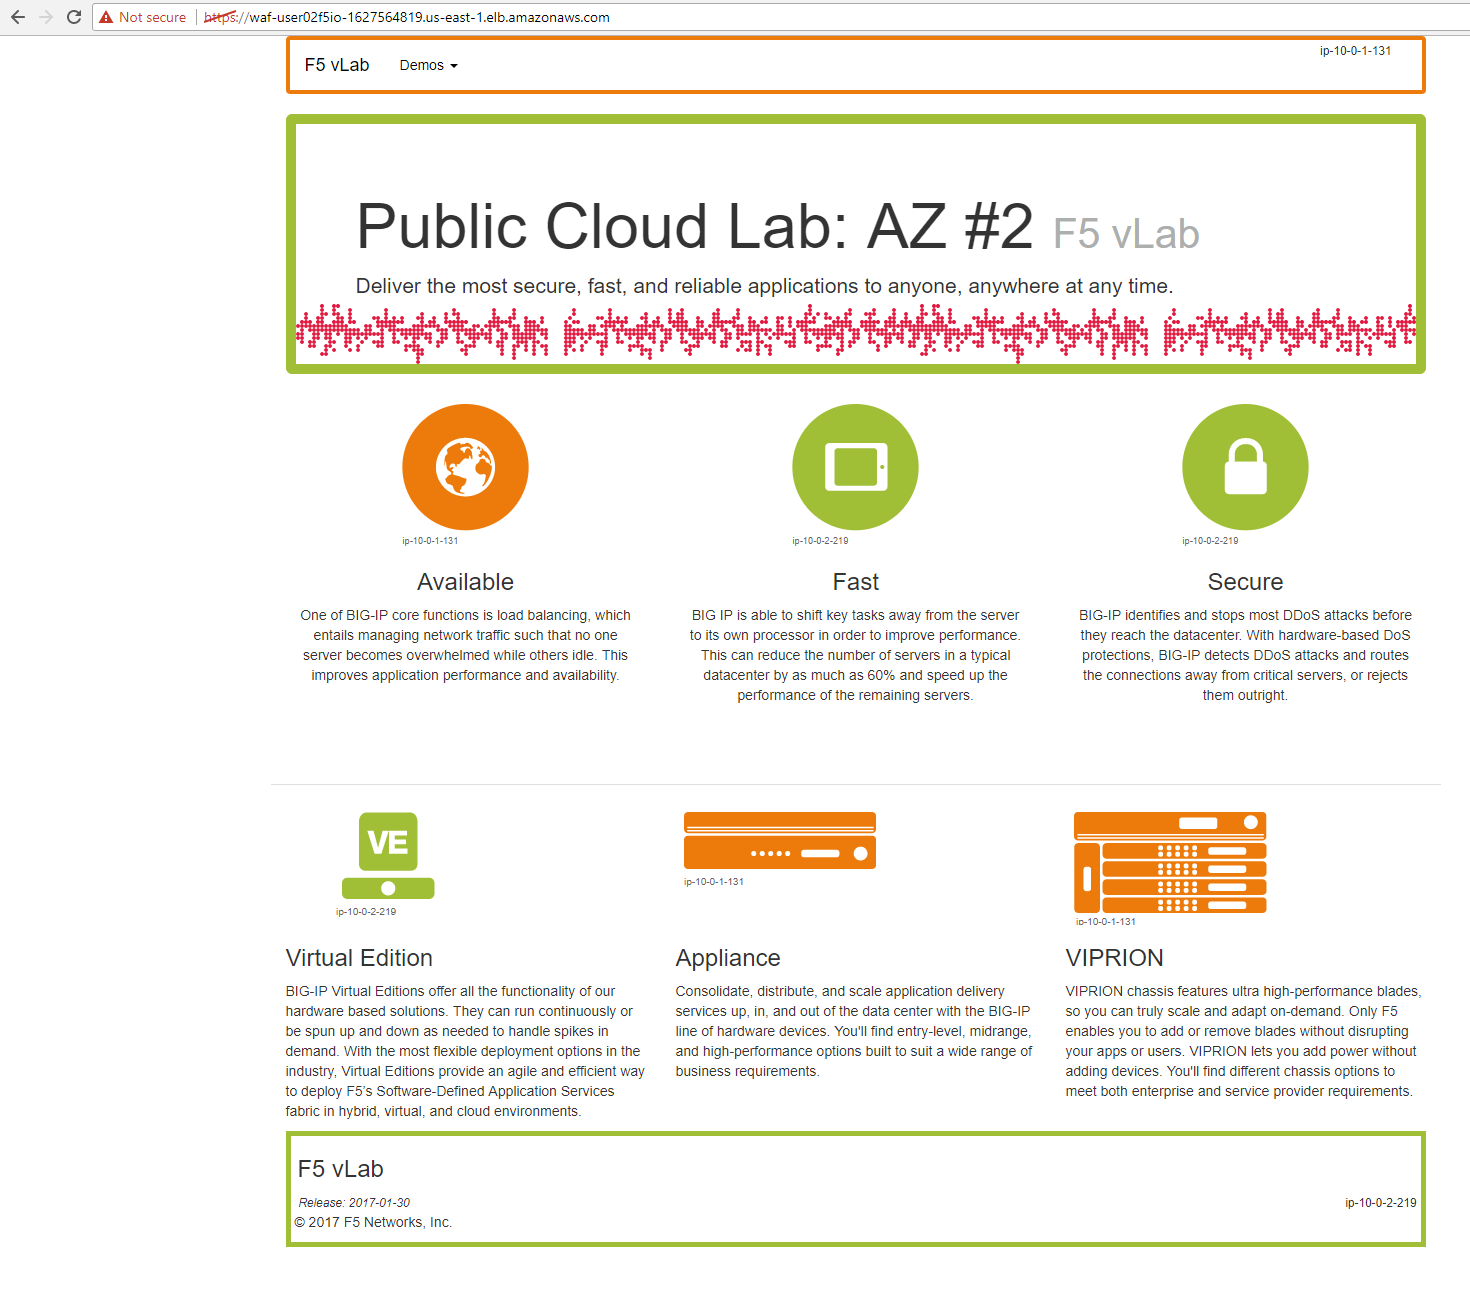 Not secure
https://waf-user02f5io-1627564819.us-east-1.elb.amazonaws.com
F5 vLab
Demos
ip-10-0-1-131
Public Cloud Lab: AZ #2 F5 vLab
Deliver the most secure, fast, and reliable applications to anyone, anywhere at any time.
ip-10-0-1-131
Available
One of BIG-IP core functions is load balancing, which
entails managing network traffic such that no one
server becomes overwhelmed while others idle. This
improves application performance and availability.
ip-10-0-2-219
Fast
BIG IP is able to shift key tasks away from the server
to its own processor in order to improve performance.
This can reduce the number of servers in a typical
datacenter by as much as 60% and speed up the
performance of the remaining servers.
ip-10-0-2-219
Secure
BIG-IP identifies and stops most DDoS attacks before
they reach the datacenter. With hardware-based DoS
protections, BIG-IP detects DDoS attacks and routes
the connections away from critical servers, or rejects
them outright.
VE
ip-10-0-2-219
Virtual Edition
BIG-IP Virtual Editions offer all the functionality of our
hardware based solutions. They can run continuously or
be spun up and down as needed to handle spikes in
demand. With the most flexible deployment options in the
industry, Virtual Editions provide an agile and efficient way
to deploy F5's Software-Defined Application Services
fabric in hybrid, virtual, and cloud environments.
ip-10-0-1-131
Appliance
Consolidate, distribute, and scale application delivery
services up, in, and out of the data center with the BIG-IP
line of hardware devices. You'll find entry-level, midrange,
and high-performance options built to suit a wide range of
business requirements.
ip-10-0-1-131
VIPRION
VIPRION chassis features ultra high-performance blades,
so you can truly scale and adapt on-demand. Only F5
enables you to add or remove blades without disrupting
your apps or users. VIPRION lets you add power without
adding devices. You'll find different chassis options to
meet both enterprise and service provider requirements.
F5 vLab
Release: 2017-01-30
ip-10-0-2-219
© 2017 F5 Networks, Inc.